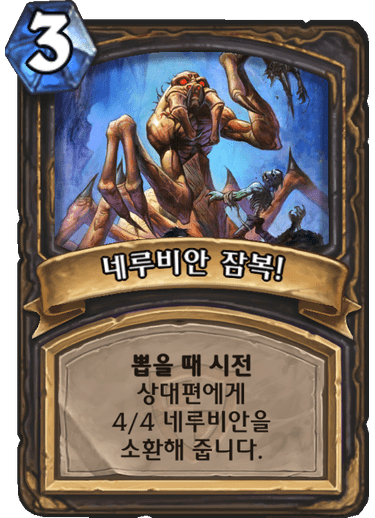 3
네루비안 잠복!
뽑을 때 시전
상대편에게
4/4 네루비안을
소환해 줍니다.